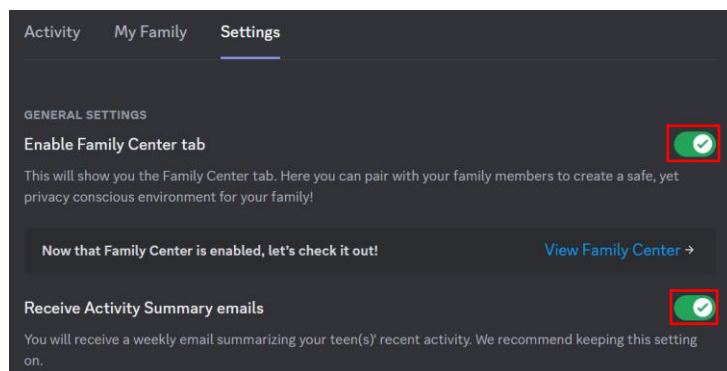 Activity My Family Settings
GENERAL SETTINGS
Enable Family Center tab
This will show you the Family Center tab. Here you can pair with your family members to create a safe, yet
privacy conscious environment for your family!
Now that Family Center is enabled, let's check it out! View Family Center →
Receive Activity Summary emails
You will receive a weekly email summarizing your teen(s)' recent activity. We recommend keeping this setting
on.